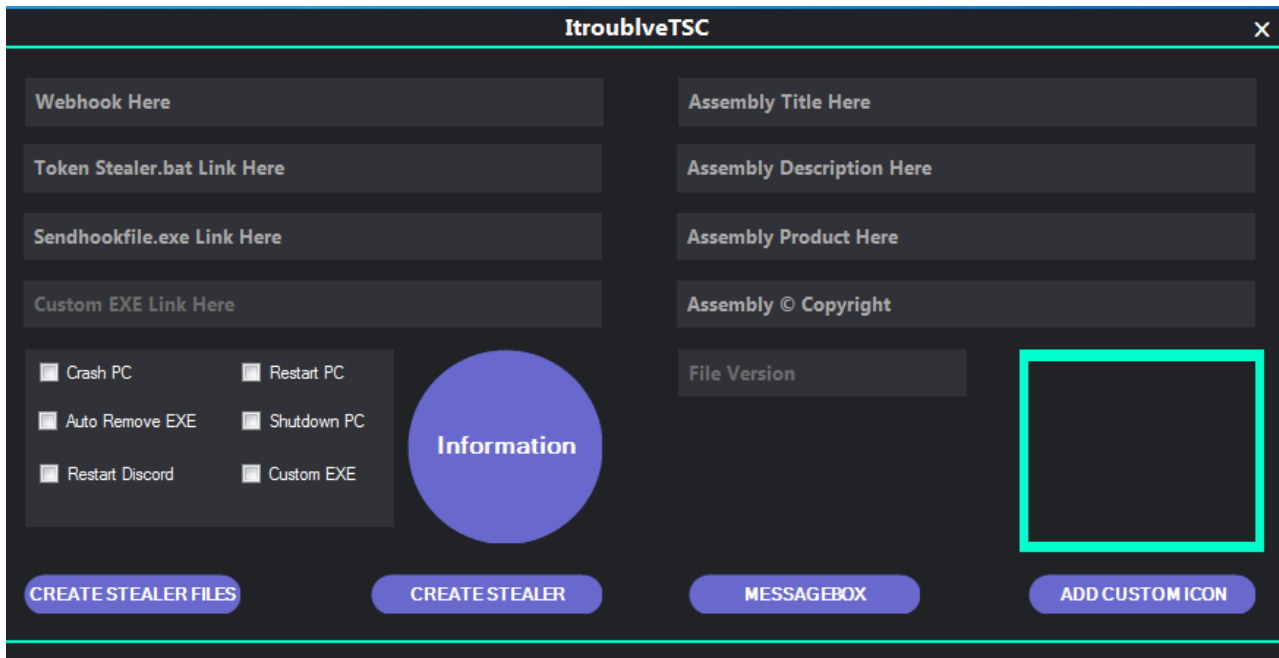 ItroublveTSC X
Webhook Here
Token Stealer.bat Link Here
Sendhookfile.exe Link Here
Custom EXE Link Here
Crash PC
Restart PC
Auto Remove EXE
Shutdown PC
Restart Discord
Custom EXE
Information
CREATE STEALER FILES
CREATE STEALER
Assembly Title Here
Assembly Description Here
Assembly Product Here
Assembly © Copyright
File Version
MESSAGEBOX
ADD CUSTOM ICON